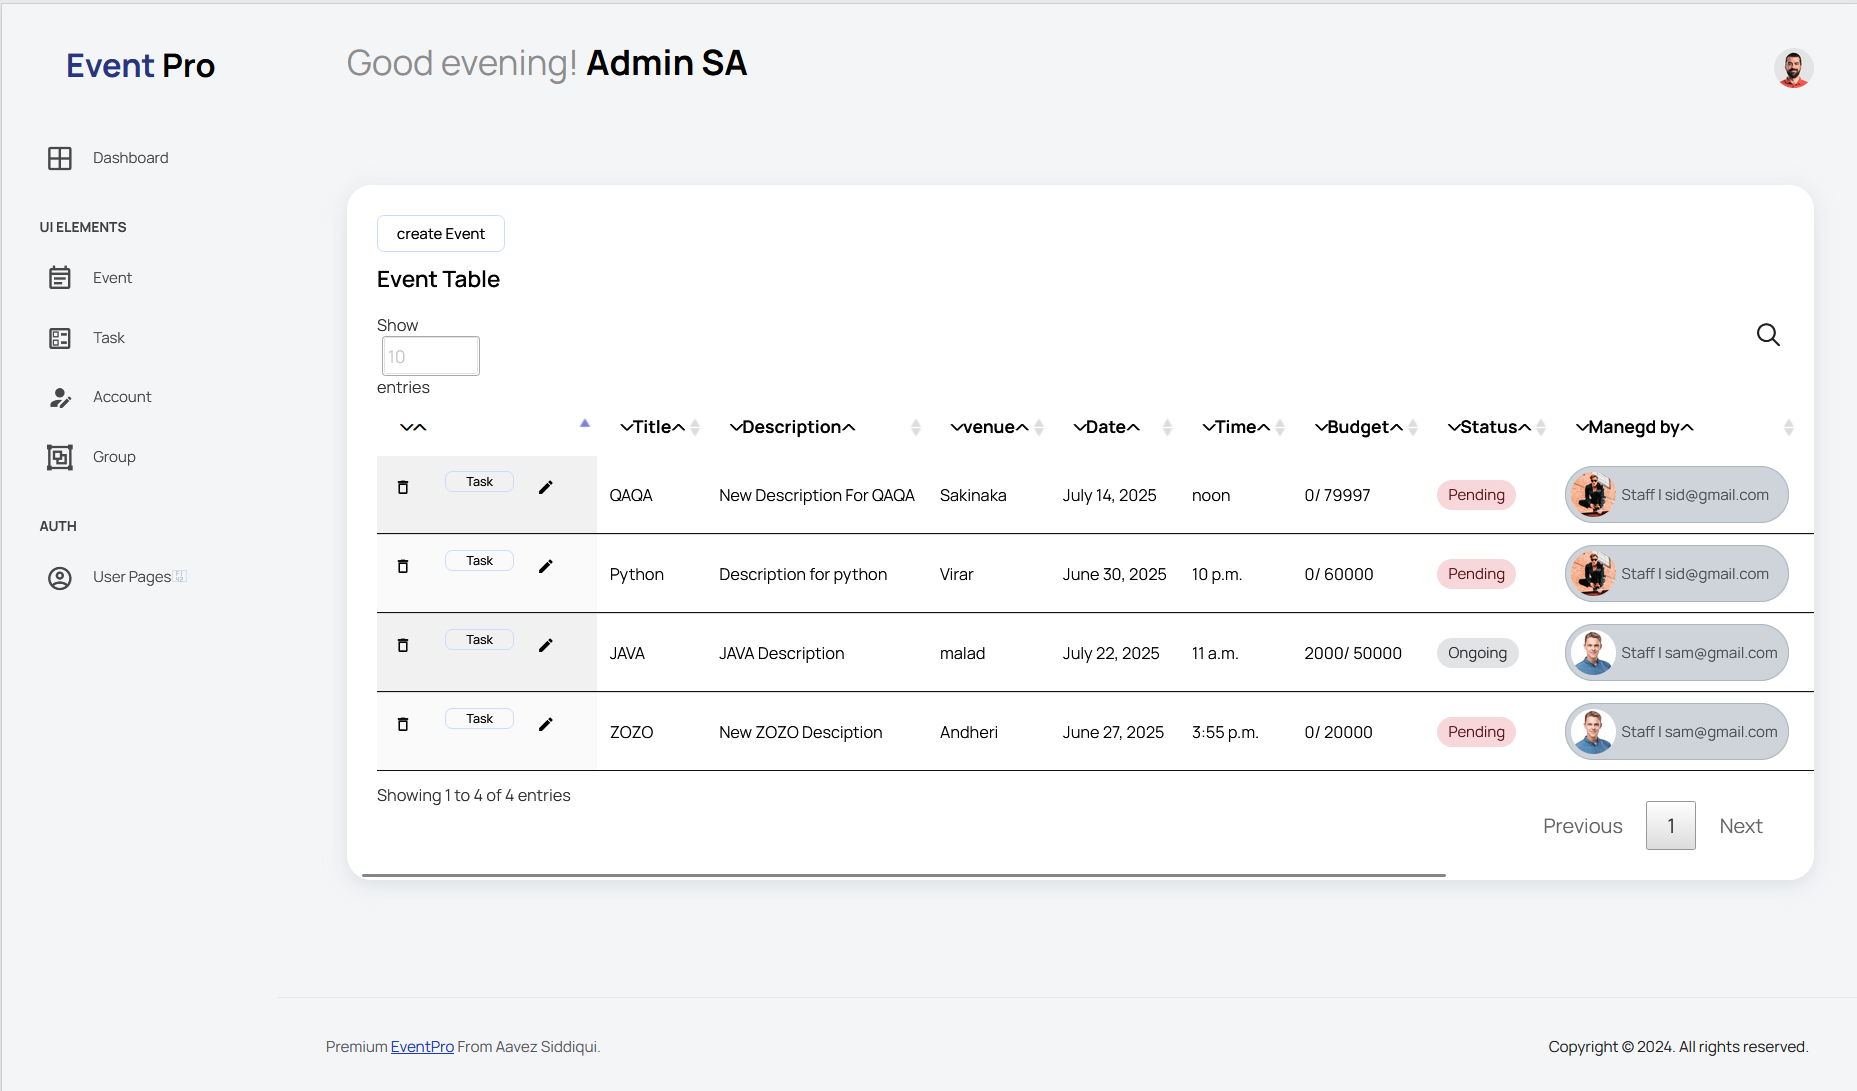 Event Pro
Good evening! Admin SA
Dashboard
UI ELEMENTS
Event
Task
Account
Group
AUTH
User Pages
create Event
Event Table
Show
10
entries
Title Description venue Date Time Budget Status Manegd by
Task QAQA New Description For QAQA Sakinaka July 14, 2025 noon 0/ 79997 Pending Staff | sid@gmail.com
Task Python Description for python Virar June 30, 2025 10 p.m. 0/ 60000 Pending Staff | sid@gmail.com
Task JAVA JAVA Description malad July 22, 2025 11 a.m. 2000/ 50000 Ongoing Staff | sam@gmail.com
Task ZOZO New ZOZO Desciption Andheri June 27, 2025 3:55 p.m. 0/ 20000 Pending Staff | sam@gmail.com
Showing 1 to 4 of 4 entries
Previous 1 Next
Premium EventPro From Aavez Siddiqui.
Copyright © 2024. All rights reserved.